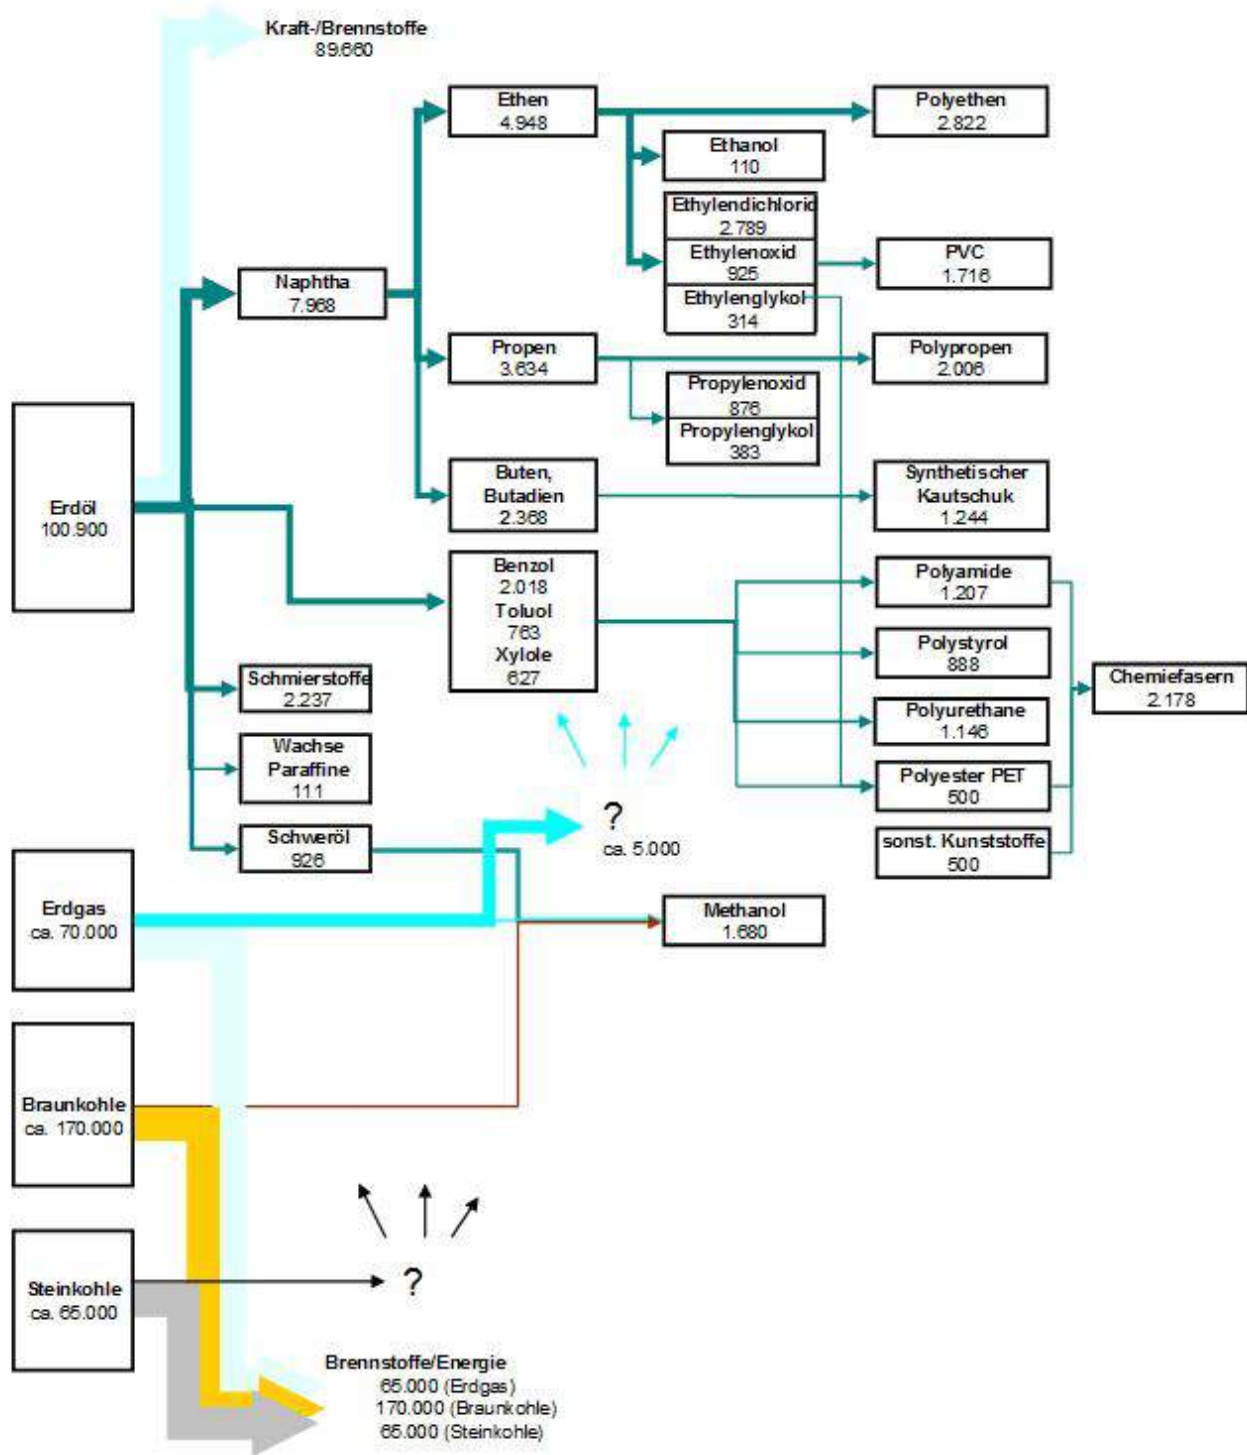 Kraft-/Brennstoffe
89.660
Ethen
4.948
Polyethen
2.822
Ethanol
110
Ethylendichlorid
2.789
Ethylenoxid
925
Ethylenglykol
314
PVC
1.716
Naphtha
7.968
Propen
3.634
Polypropen
2.006
Propylenoxid
876
Propylenglykol
383
Erdöl
100.900
Buten,
Butadien
2.368
Synthetischer
Kautschuk
1.244
Benzol
2.018
Toluol
763
Xylole
627
Polyamide
1.207
Polystyrol
888
Polyurethane
1.146
Polyester PET
500
sonst. Kunststoffe
500
Chemiefasern
2.178
Schmierstoffe
2.237
Wachse
Paraffine
111
Schweröl
926
?
ca. 5.000
Erdgas
ca. 70.000
Methanol
1.680
Braunkohle
ca. 170.000
Steinkohle
ca. 65.000
?
Brennstoffe/Energie
65.000 (Erdgas)
170.000 (Braunkohle)
65.000 (Steinkohle)